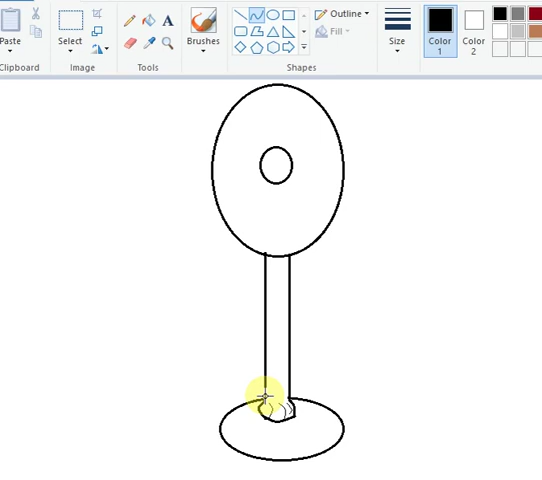 Paste
Select
A
Brushes
Outline
Fill
Size
Color
1
Color
2
Clipboard
Image
Tools
Shapes